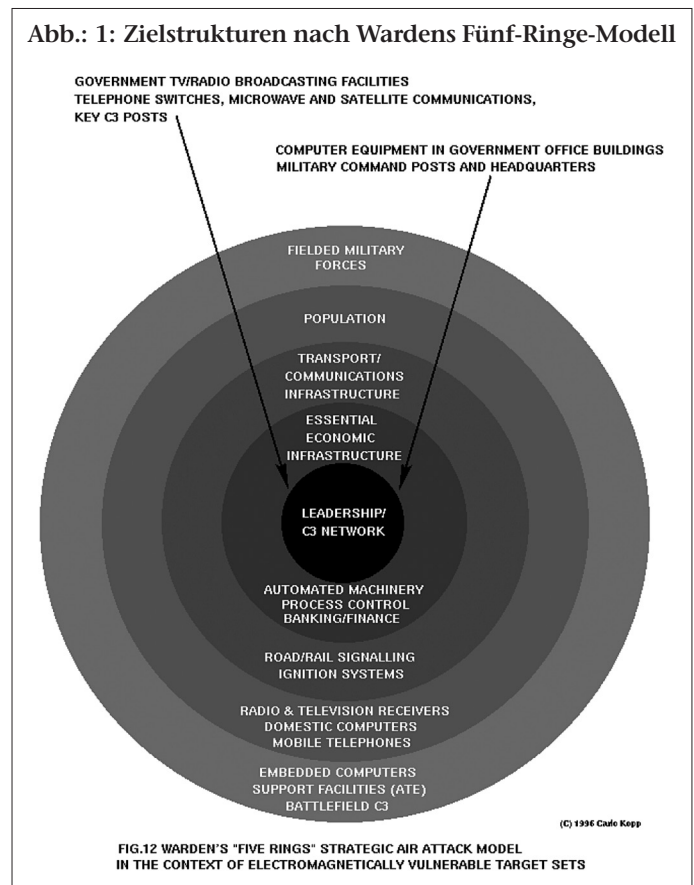 Abb.: 1: Zielstrukturen nach Wardens Fünf-Ringe-Modell
GOVERNMENT TV/RADIO BROADCASTING FACILITIES
TELEPHONE SWITCHES, MICROWAVE AND SATELLITE COMMUNICATIONS,
KEY C3 POSTS
COMPUTER EQUIPMENT IN GOVERNMENT OFFICE BUILDINGS
MILITARY COMMAND POSTS AND HEADQUARTERS
FIELDED MILITARY
FORCES
POPULATION
TRANSPORT/
COMMUNICATIONS
INFRASTRUCTURE
ESSENTIAL
ECONOMIC
INFRASTRUCTURE
LEADERSHIP/
C3 NETWORK
AUTOMATED MACHINERY
PROCESS CONTROL
BANKING/FINANCE
ROAD/RAIL SIGNALLING
IGNITION SYSTEMS
RADIO & TELEVISION RECEIVERS
DOMESTIC COMPUTERS
MOBILE TELEPHONES
EMBEDDED COMPUTERS
SUPPORT FACILITIES (ATE)
BATTLEFIELD C3
(C) 1996 Carlo Kopp
FIG.12 WARDEN'S "FIVE RINGS" STRATEGIC AIR ATTACK MODEL
IN THE CONTEXT OF ELECTROMAGNETICALLY VULNERABLE TARGET SETS